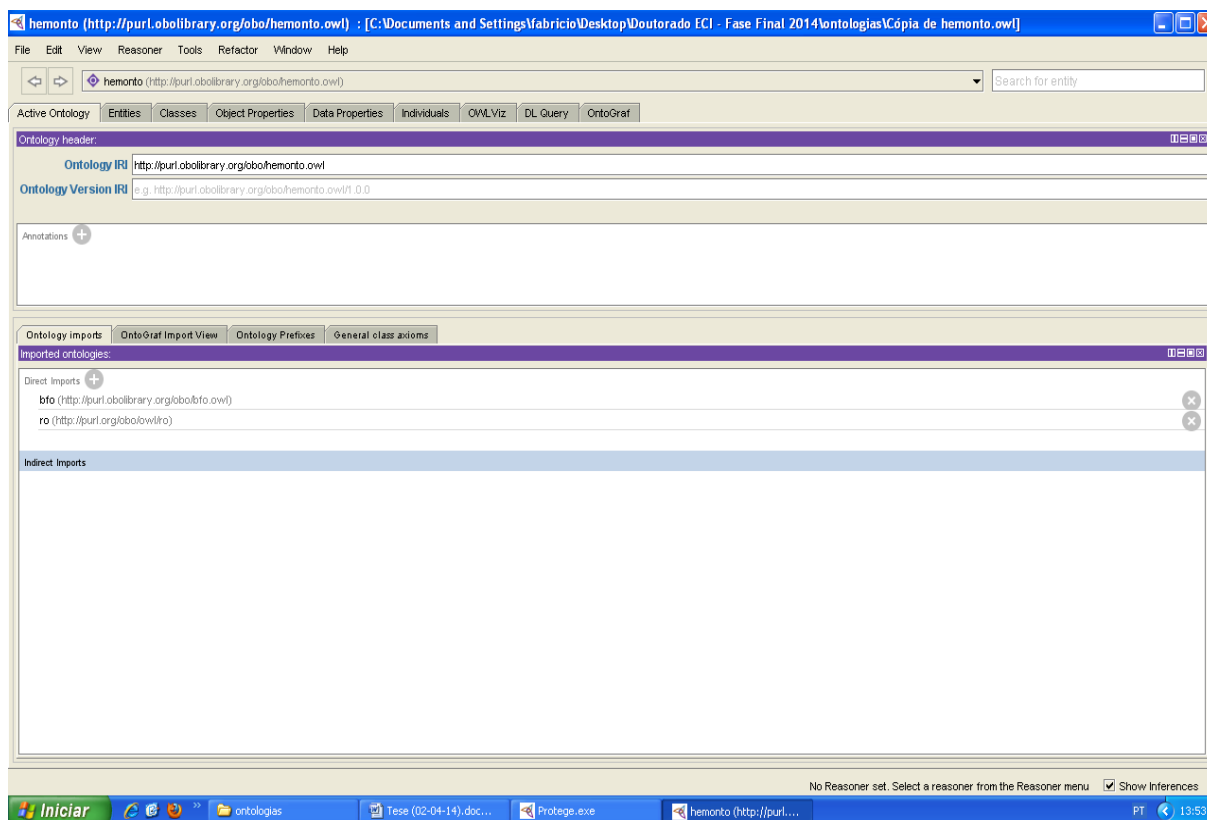 hemonto (http://purl.obolibrary.org/obo/hemonto.owl) : [C:\Documents and Settings\fabricio\Desktop\Doutorado ECI - Fase Final 2014\ontologias\Cópia de hemonto.owl]
File Edit View Reasoner Tools Refactor Window Help
hemonto (http://purl.obolibrary.org/obo/hemonto.owl) Search for entity
Active Ontology Entities Classes Object Properties Data Properties Individuals OWLViz DL Query OntoGraf
Ontology header:
Ontology IRI http://purl.obolibrary.org/obo/hemonto.owl
Ontology Version IRI e.g. http://purl.obolibrary.org/obo/hemonto.owl/1.0.0
Annotations
Ontology imports OntoGraf Import View Ontology Prefixes General class axioms
Imported ontologies:
Direct Imports
bfo (http://purl.obolibrary.org/obo/bfo.owl)
ro (http://purl.org/obo/owl/ro)
Indirect Imports
No Reasoner set. Select a reasoner from the Reasoner menu Show Inferences
Iniciar » ontologias Tese (02-04-14).doc... Protege.exe hemonto (http://purl.... PT 13:53